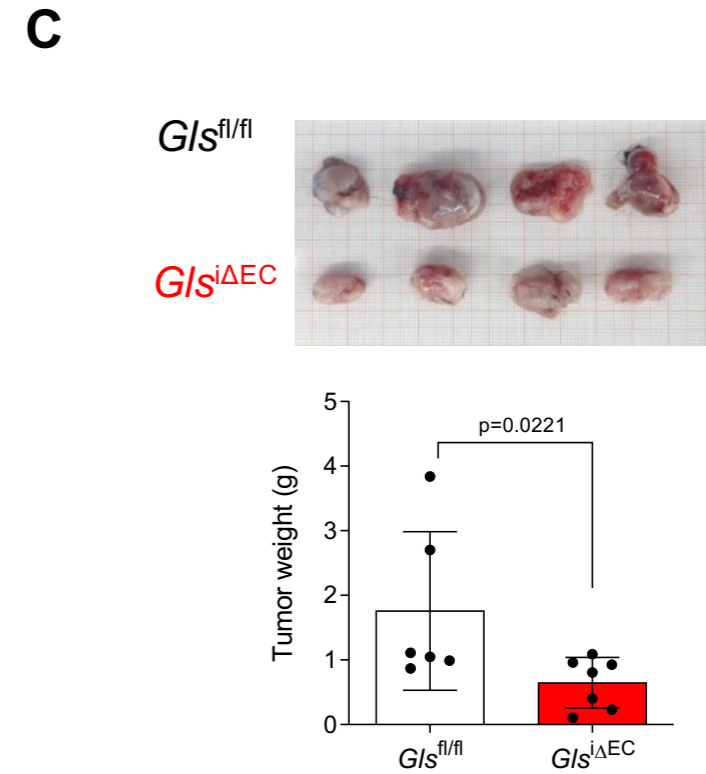 C
Glsfl/fl
GlsiΔEC
5
4
3
2
1
0
Tumor weight (g)
p=0.0221
Glsfl/fl
GlsiΔEC